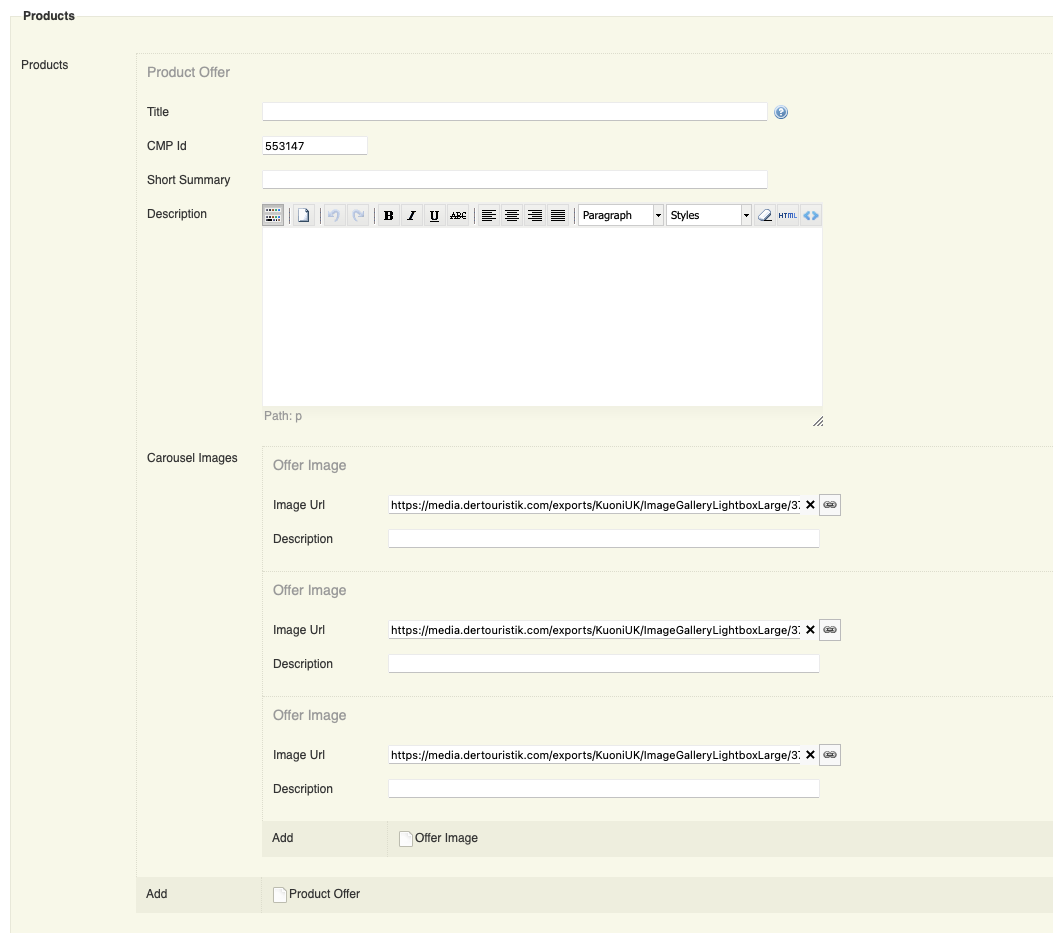 Products
Products
Product Offer
Title
CMP Id
553147
Short Summary
Description
B I U ABC Paragraph Styles HTML
Path: p
Carousel Images
Offer Image
Image Url
https://media.dertouristik.com/exports/KuoniUK/ImageGalleryLightboxLarge/3
Description
Offer Image
Image Url
https://media.dertouristik.com/exports/KuoniUK/ImageGalleryLightboxLarge/3
Description
Offer Image
Image Url
https://media.dertouristik.com/exports/KuoniUK/ImageGalleryLightboxLarge/3
Description
Add Offer Image
Add Product Offer